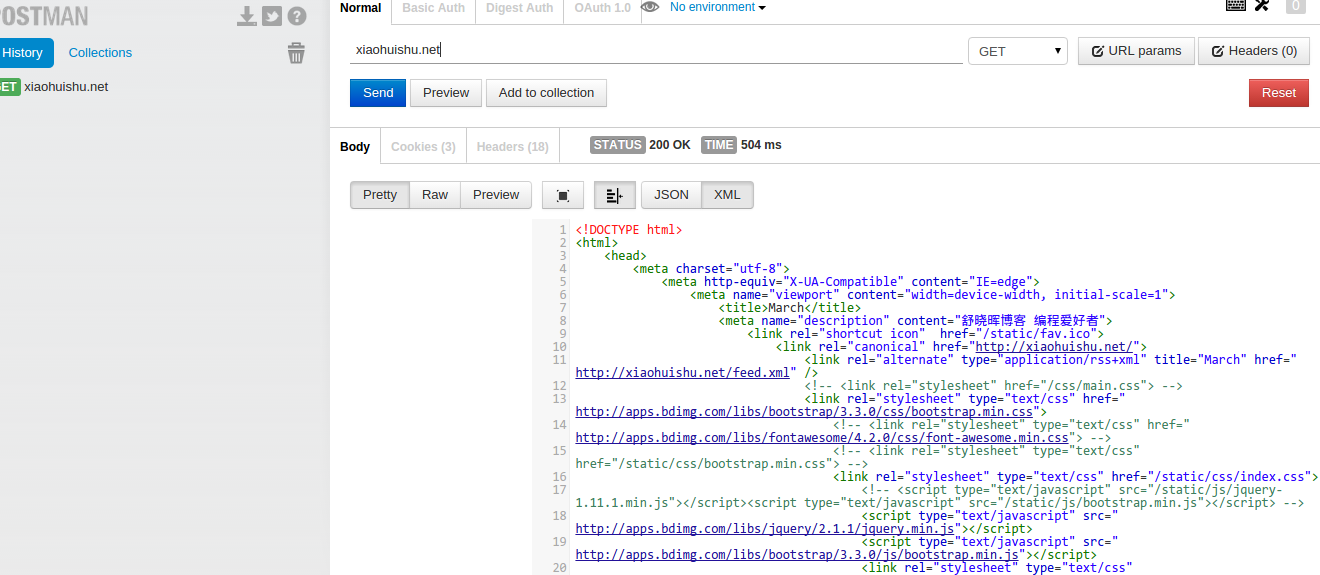 POSTMAN
History
Collections
GET xiaohuishu.net
Normal Basic Auth Digest Auth OAuth 1.0 No environment 0
xiaohuishu.net GET URL params Headers (0)
Send Preview Add to collection Reset
Body Cookies (3) Headers (18) STATUS 200 OK TIME 504 ms
Pretty Raw Preview JSON XML
1 <!DOCTYPE html>
2 <html>
3 <head>
4 <meta charset="utf-8">
5 <meta http-equiv="X-UA-Compatible" content="IE=edge">
6 <meta name="viewport" content="width=device-width, initial-scale=1">
7 <title>March</title>
8 <meta name="description" content="舒晓晖博客 编程爱好者">
9 <link rel="shortcut icon"  href="/static/fav.ico">
10 <link rel="canonical" href="http://xiaohuishu.net/">
11 <link rel="alternate" type="application/rss+xml" title="March" href="
http://xiaohuishu.net/feed.xml" />
12 <!-- <link rel="stylesheet" href="/css/main.css"> -->
13 <link rel="stylesheet" type="text/css" href="
http://apps.bdimg.com/libs/bootstrap/3.3.0/css/bootstrap.min.css">
14 <!-- <link rel="stylesheet" type="text/css" href="
http://apps.bdimg.com/libs/fontawesome/4.2.0/css/font-awesome.min.css"> -->
15 <!-- <link rel="stylesheet" type="text/css"
href="/static/css/bootstrap.min.css"> -->
16 <link rel="stylesheet" type="text/css" href="/static/css/index.css">
17 <!-- <script type="text/javascript" src="/static/js/jquery-
1.11.1.min.js"></script><script type="text/javascript" src="/static/js/bootstrap.min.js"></script> -->
18 <script type="text/javascript" src="
http://apps.bdimg.com/libs/jquery/2.1.1/jquery.min.js"></script>
19 <script type="text/javascript" src="
http://apps.bdimg.com/libs/bootstrap/3.3.0/js/bootstrap.min.js"></script>
20 <link rel="stylesheet" type="text/css"